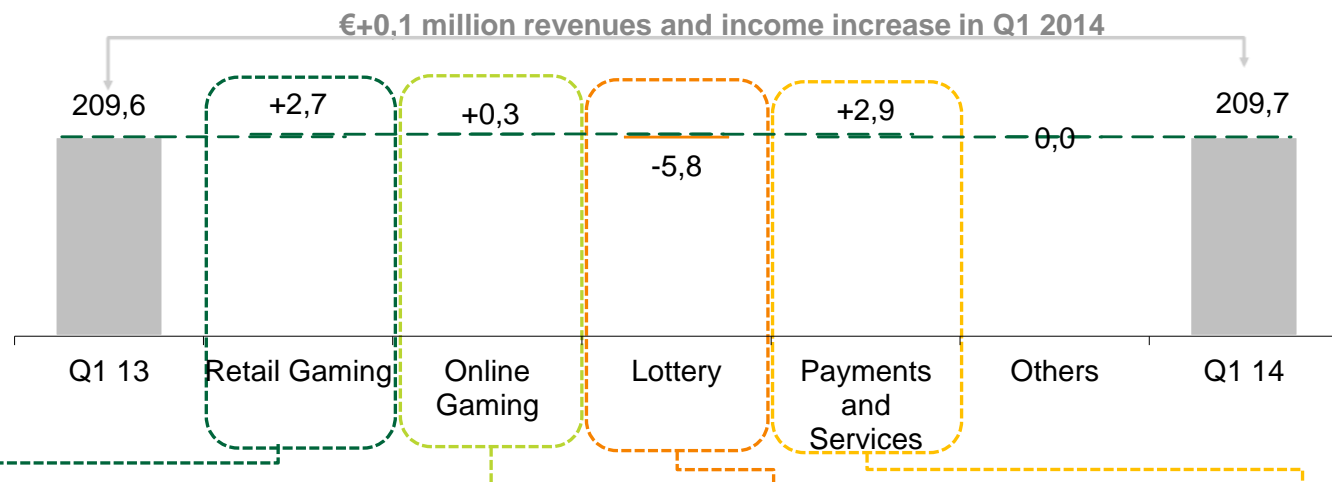 €+0,1 million revenues and income increase in Q1 2014
209,6
+2,7
+0,3
-5,8
+2,9
0,0
209,7
Q1 13
Retail Gaming
Online
Gaming
Lottery
Payments
and
Services
Others
Q1 14